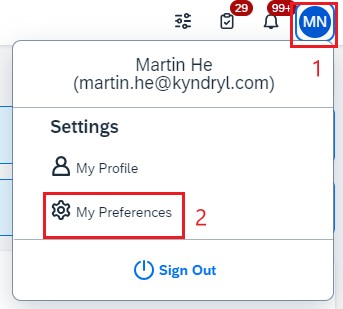 29
99+
MN
1
Martin He
(martin.he@kyndryl.com)
Settings
My Profile
My Preferences
2
Sign Out